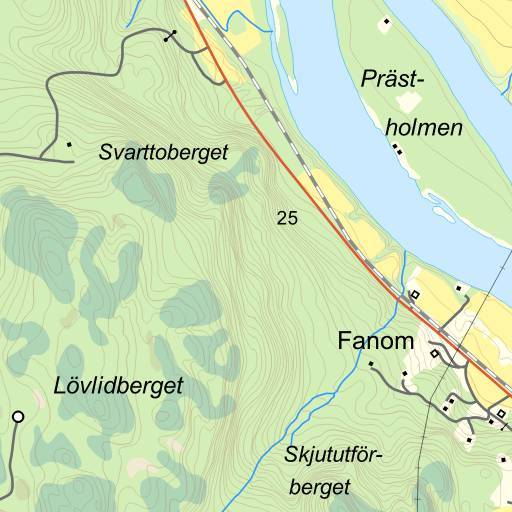 Präst-
holmen
Svarttoberget
25
Fanom
Lövlidberget
Skjututför-
berget